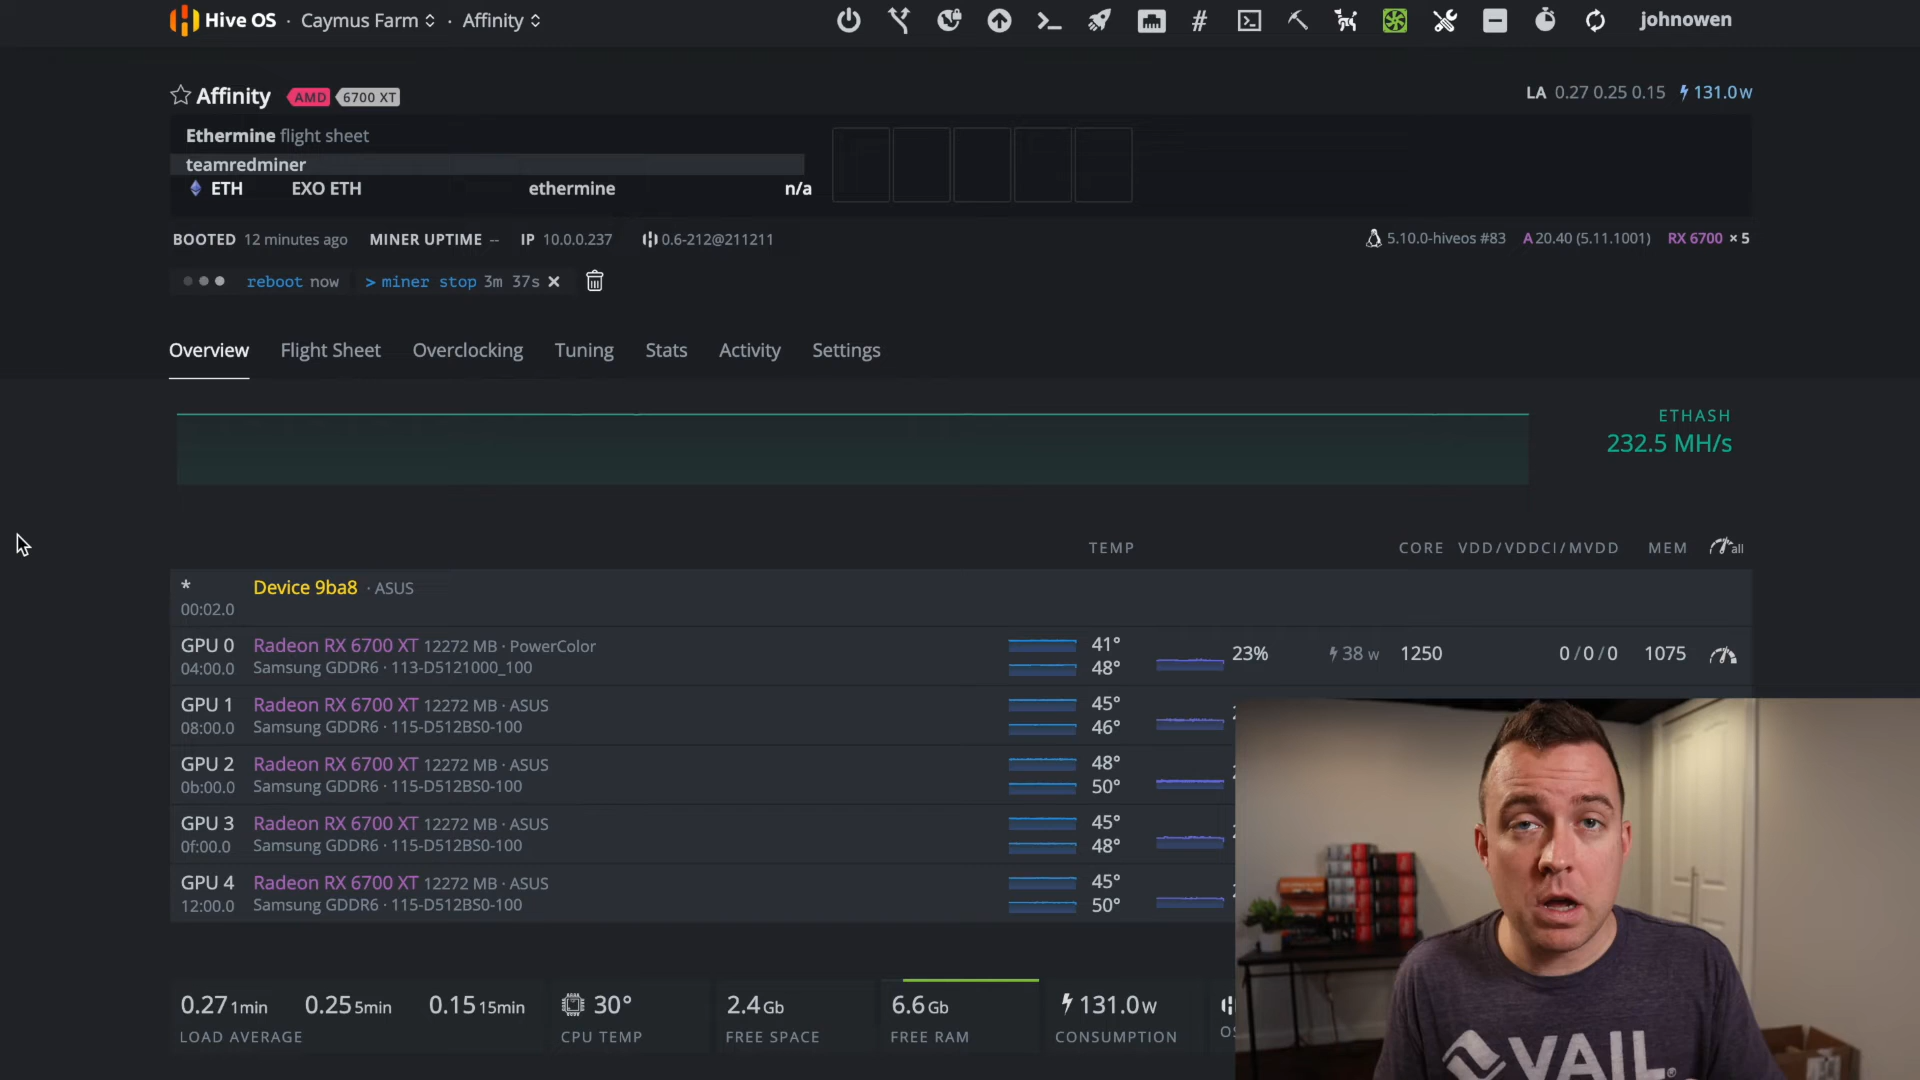 Hive OS · Caymus Farm · Affinity johnowen
Affinity AMD 6700 XT LA 0.27 0.25 0.15 131.0 W
Ethermine flight sheet
teamredminer
ETH EXO ETH ethermine n/a
BOOTED 12 minutes ago MINER UPTIME -- IP 10.0.0.237 0.6-212@211211 5.10.0-hiveos #83 A 20.40 (5.11.1001) RX 6700 × 5
reboot now > miner stop 3m 37s
Overview Flight Sheet Overclocking Tuning Stats Activity Settings
ETHASH
232.5 MH/s
TEMP CORE VDD/VDDCI/MVDD MEM all
* Device 9ba8 · ASUS
00:02.0
GPU 0 Radeon RX 6700 XT 12272 MB · PowerColor 41° 23% 38 w 1250 0 / 0 / 0 1075
04:00.0 Samsung GDDR6 · 113-D5121000_100 48°
GPU 1 Radeon RX 6700 XT 12272 MB · ASUS 45°
08:00.0 Samsung GDDR6 · 115-D512BS0-100 46°
GPU 2 Radeon RX 6700 XT 12272 MB · ASUS 48°
0b:00.0 Samsung GDDR6 · 115-D512BS0-100 50°
GPU 3 Radeon RX 6700 XT 12272 MB · ASUS 45°
0f:00.0 Samsung GDDR6 · 115-D512BS0-100 48°
GPU 4 Radeon RX 6700 XT 12272 MB · ASUS 45°
12:00.0 Samsung GDDR6 · 115-D512BS0-100 50°
0.27 1min 0.25 5min 0.15 15min 30° 2.4 Gb 6.6 Gb 131.0 W
LOAD AVERAGE CPU TEMP FREE SPACE FREE RAM CONSUMPTION
VAIL